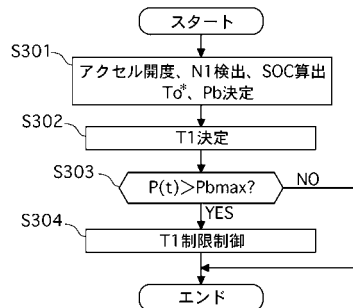 スタート
S301
アクセル開度、N1検出、SOC算出
To*、Pb決定
S302
T1決定
S303
P(t)>Pbmax?
NO
YES
S304
T1制限制御
エンド